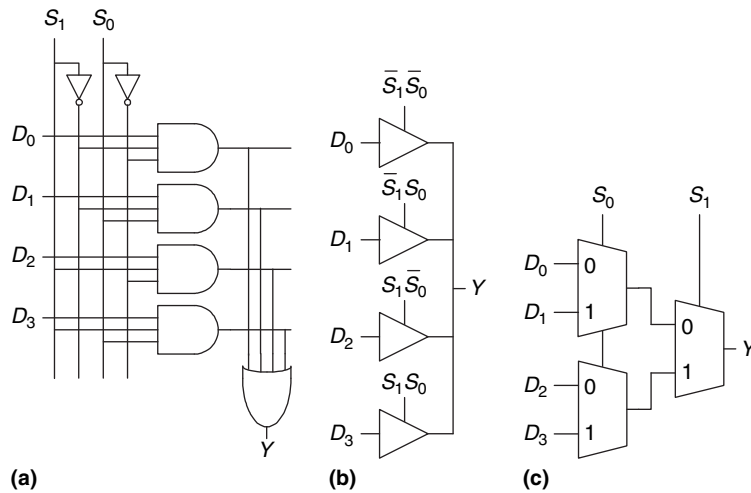 S₁ S₀
D₀
D₁
D₂
D₃
Y
(a)
S̅₁S̅₀
D₀
S̅₁S₀
D₁
S₁S̅₀
D₂
S₁S₀
D₃
Y
(b)
S₀ S₁
D₀ 0
D₁ 1
D₂ 0
D₃ 1
0
1
Y
(c)